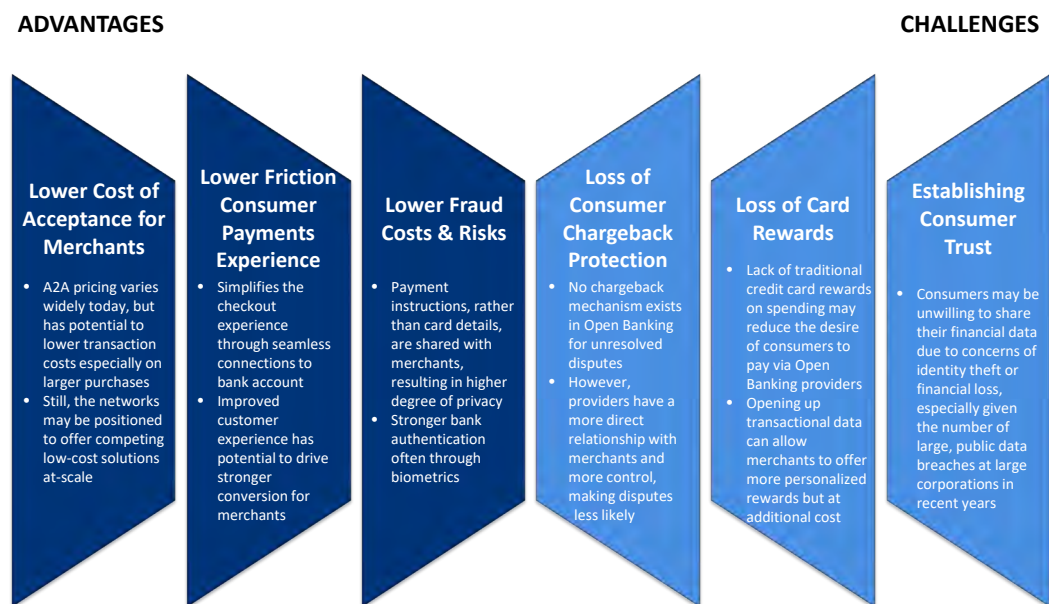 ADVANTAGES
CHALLENGES
Lower Cost of
Acceptance for
Merchants
• A2A pricing varies
widely today, but
has potential to
lower transaction
costs especially on
larger purchases
• Still, the networks
may be positioned
to offer competing
low-cost solutions
at-scale
Lower Friction
Consumer
Payments
Experience
• Simplifies the
checkout
experience
through seamless
connections to
bank account
• Improved
customer
experience has
potential to drive
stronger
conversion for
merchants
Lower Fraud
Costs & Risks
• Payment
instructions, rather
than card details,
are shared with
merchants,
resulting in higher
degree of privacy
• Stronger bank
authentication
often through
biometrics
Loss of
Consumer
Chargeback
Protection
• No chargeback
mechanism exists
in Open Banking
for unresolved
disputes
• However,
providers have a
more direct
relationship with
merchants and
more control,
making disputes
less likely
Loss of Card
Rewards
• Lack of traditional
credit card rewards
on spending may
reduce the desire
of consumers to
pay via Open
Banking providers
• Opening up
transactional data
can allow
merchants to offer
more personalized
rewards but at
additional cost
Establishing
Consumer
Trust
• Consumers may be
unwilling to share
their financial data
due to concerns of
identity theft or
financial loss,
especially given
the number of
large, public data
breaches at large
corporations in
recent years